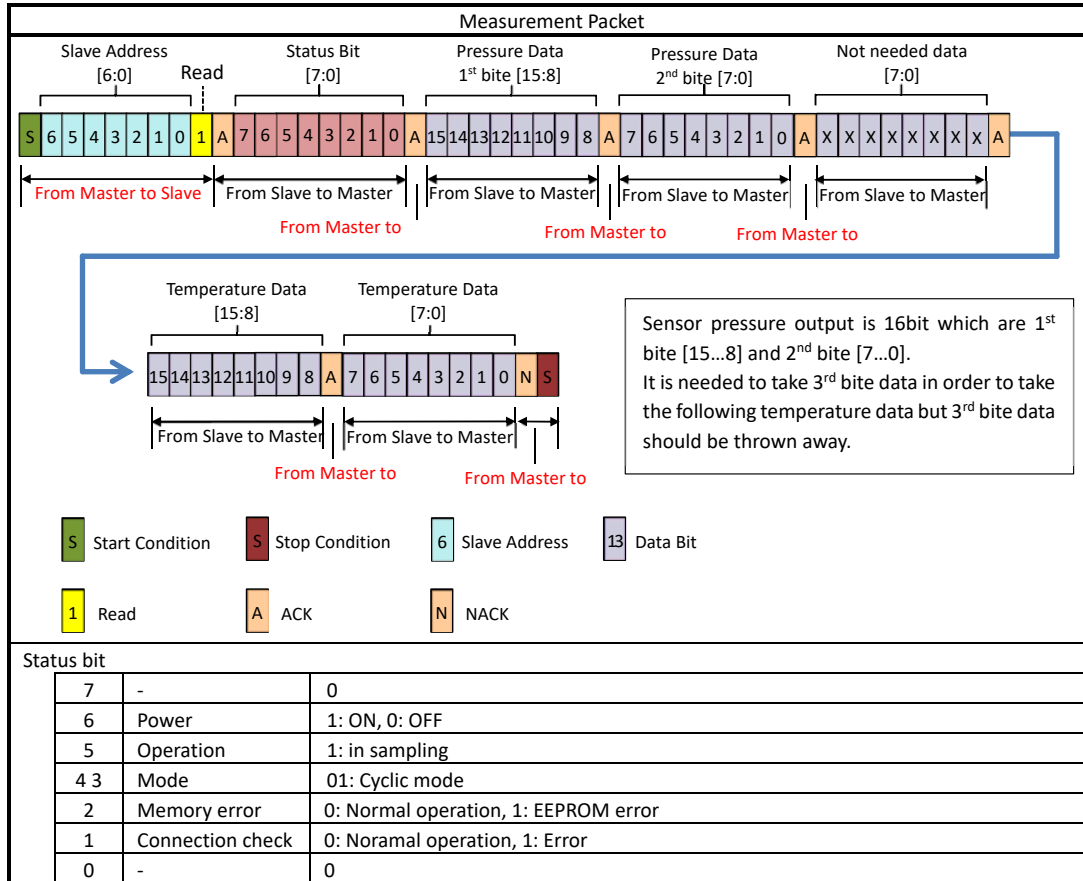 Measurement Packet
Slave Address
[6:0]
Read
Status Bit
[7:0]
Pressure Data
1st bite [15:8]
Pressure Data
2nd bite [7:0]
Not needed data
[7:0]
S 6 5 4 3 2 1 0 1 A 7 6 5 4 3 2 1 0 A 15 14 13 12 11 10 9 8 A 7 6 5 4 3 2 1 0 A X X X X X X X X A
From Master to Slave From Slave to Master From Slave to Master From Slave to Master From Slave to Master
From Master to From Master to From Master to
Temperature Data
[15:8]
Temperature Data
[7:0]
15 14 13 12 11 10 9 8 A 7 6 5 4 3 2 1 0 N S
From Slave to Master From Slave to Master
From Master to From Master to
Sensor pressure output is 16bit which are 1st
bite [15...8] and 2nd bite [7...0].
It is needed to take 3rd bite data in order to take
the following temperature data but 3rd bite data
should be thrown away.
S Start Condition S Stop Condition 6 Slave Address 13 Data Bit
1 Read A ACK N NACK
Status bit
7 - 0
6 Power 1: ON, 0: OFF
5 Operation 1: in sampling
4 3 Mode 01: Cyclic mode
2 Memory error 0: Normal operation, 1: EEPROM error
1 Connection check 0: Noramal operation, 1: Error
0 - 0